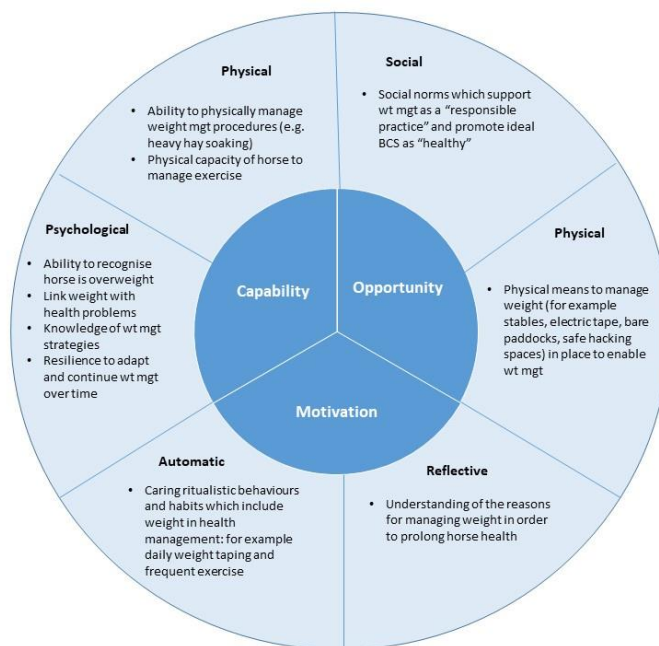 Physical
• Ability to physically manage
weight mgt procedures (e.g.
heavy hay soaking)
• Physical capacity of horse to
manage exercise
Social
• Social norms which support
wt mgt as a “responsible
practice” and promote ideal
BCS as “healthy”
Psychological
• Ability to recognise
horse is overweight
• Link weight with
health problems
• Knowledge of wt mgt
strategies
• Resilience to adapt
and continue wt mgt
over time
Capability
Opportunity
Physical
• Physical means to manage
weight (for example
stables, electric tape, bare
paddocks, safe hacking
spaces) in place to enable
wt mgt
Motivation
Automatic
• Caring ritualistic behaviours
and habits which include
weight in health
management: for example
daily weight taping and
frequent exercise
Reflective
• Understanding of the reasons
for managing weight in order
to prolong horse health